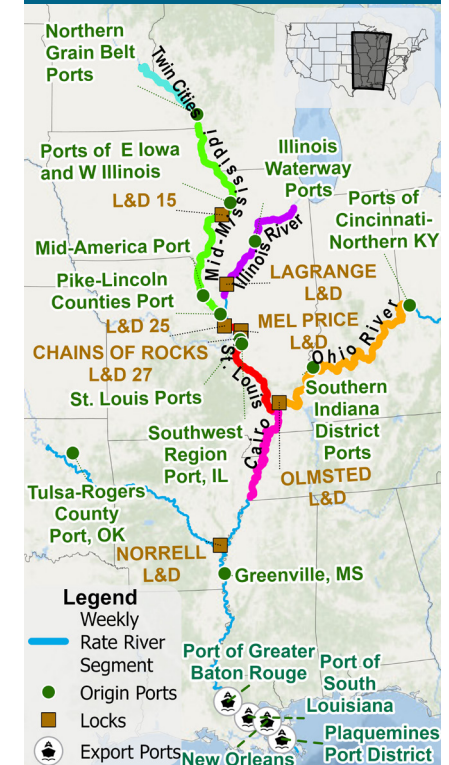 Northern
Grain Belt
Ports
Twin Cities
Ports of E Iowa
and W Illinois
Illinois
Waterway
Ports
L&D 15
Mid-Mississippi
Illinois River
Ports of
Cincinnati-
Northern KY
Mid-America Port
LAGRANGE
L&D
Pike-Lincoln
Counties Port
L&D 25
MEL PRICE
L&D
Ohio River
CHAINS OF ROCKS
L&D 27
St. Louis
St. Louis Ports
Southern
Indiana
District
Ports
Southwest
Region
Port, IL
Cairo
OLMSTED
L&D
Tulsa-Rogers
County
Port, OK
NORRELL
L&D
Greenville, MS
Legend
Weekly
Rate River
Segment
Origin Ports
Locks
Export Ports
Port of Greater
Baton Rouge
Port of
South
Louisiana
Plaquemines
Port District
New Orleans